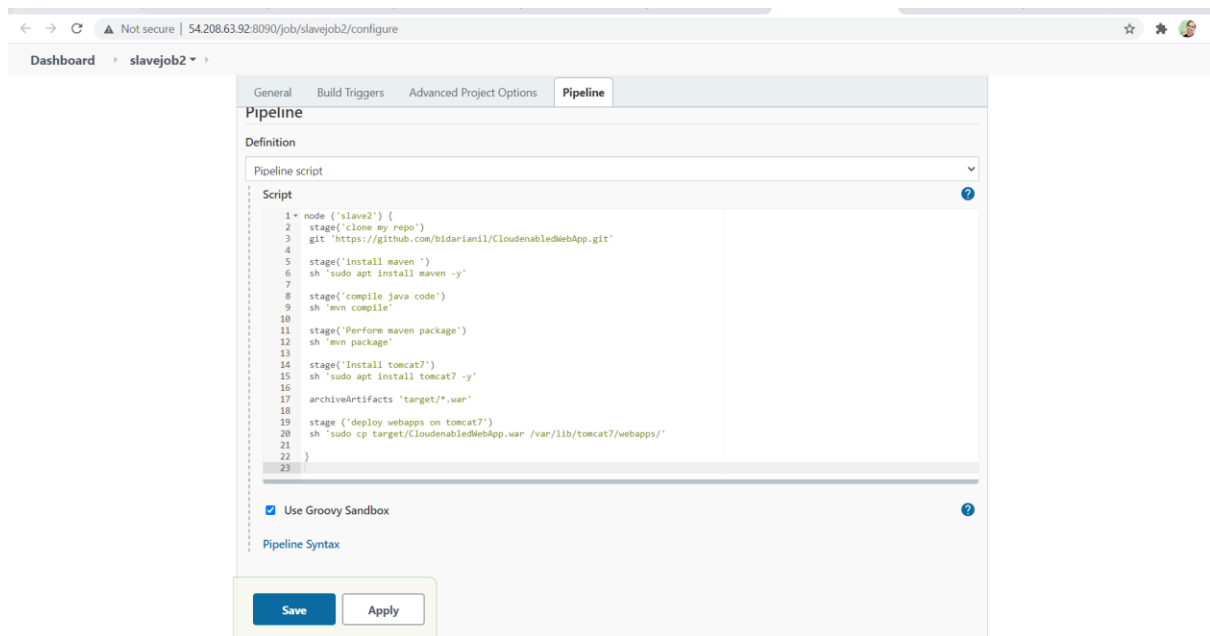 Not secure | 54.208.63.92:8090/job/slavejob2/configure
Dashboard slavejob2
General Build Triggers Advanced Project Options Pipeline
Pipeline
Definition
Pipeline script
Script
1 node ('slave2') {
2 stage('clone my repo')
3 git 'https://github.com/bidarianil/CloudenabledWebApp.git'
4
5 stage('install maven ')
6 sh 'sudo apt install maven -y'
7
8 stage('compile java code')
9 sh 'mvn compile'
10
11 stage('Perform maven package')
12 sh 'mvn package'
13
14 stage('Install tomcat7')
15 sh 'sudo apt install tomcat7 -y'
16
17 archiveArtifacts 'target/*.war'
18
19 stage ('deploy webapps on tomcat7')
20 sh 'sudo cp target/CloudenabledWebApp.war /var/lib/tomcat7/webapps/'
21
22 }
23
Use Groovy Sandbox
Pipeline Syntax
Save Apply